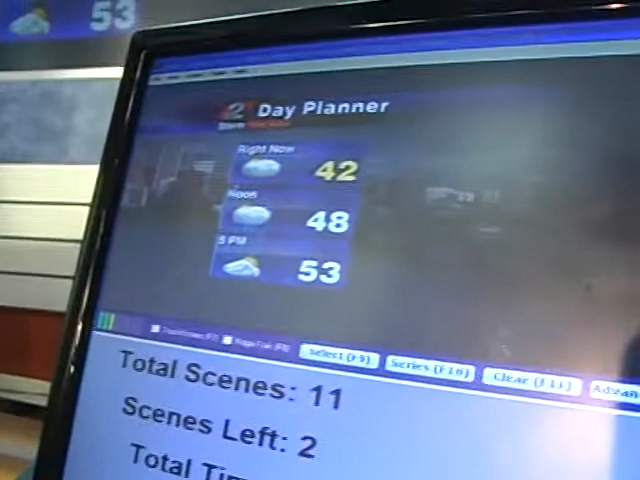 53
2 Day Planner
Right Now
42
Noon
48
5 PM
53
Select (F9) Series (F10) Clear (F11)
Total Scenes: 11
Scenes Left: 2
Total